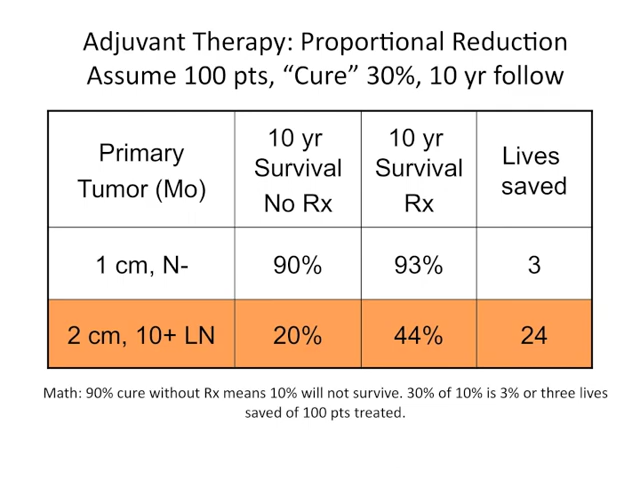 Adjuvant Therapy: Proportional Reduction
Assume 100 pts, “Cure” 30%, 10 yr follow
Primary Tumor (Mo)
10 yr Survival No Rx
10 yr Survival Rx
Lives saved
1 cm, N- 90% 93% 3
2 cm, 10+ LN 20% 44% 24
Math: 90% cure without Rx means 10% will not survive. 30% of 10% is 3% or three lives
saved of 100 pts treated.